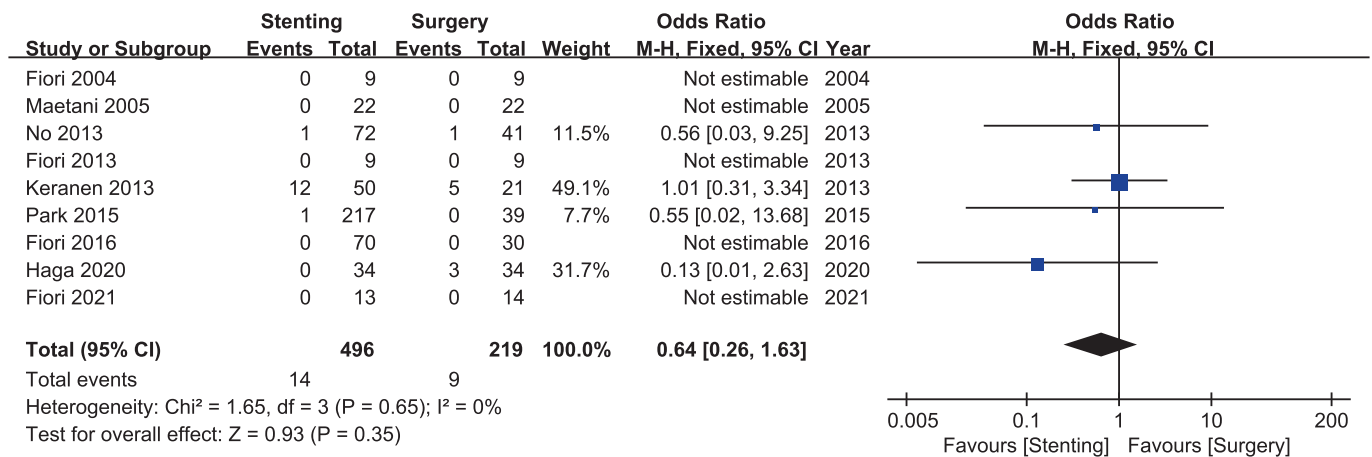 Stenting Surgery Odds Ratio Odds Ratio
Study or Subgroup Events Total Events Total Weight M-H, Fixed, 95% CI Year M-H, Fixed, 95% CI
Fiori 2004 0 9 0 9 Not estimable 2004
Maetani 2005 0 22 0 22 Not estimable 2005
No 2013 1 72 1 41 11.5% 0.56 [0.03, 9.25] 2013
Fiori 2013 0 9 0 9 Not estimable 2013
Keranen 2013 12 50 5 21 49.1% 1.01 [0.31, 3.34] 2013
Park 2015 1 217 0 39 7.7% 0.55 [0.02, 13.68] 2015
Fiori 2016 0 70 0 30 Not estimable 2016
Haga 2020 0 34 3 34 31.7% 0.13 [0.01, 2.63] 2020
Fiori 2021 0 13 0 14 Not estimable 2021
Total (95% CI) 496 219 100.0% 0.64 [0.26, 1.63]
Total events 14 9
Heterogeneity: Chi² = 1.65, df = 3 (P = 0.65); I² = 0%
Test for overall effect: Z = 0.93 (P = 0.35)
0.005 0.1 1 10 200
Favours [Stenting] Favours [Surgery]